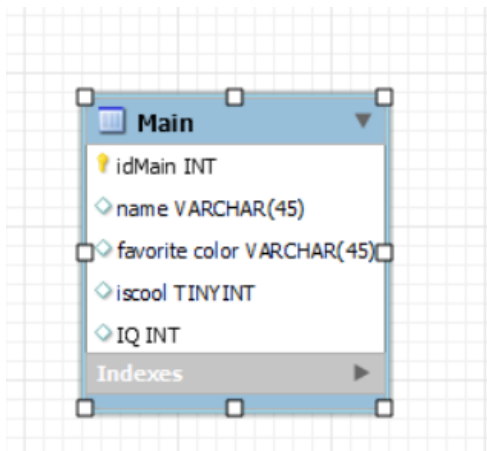 Main
idMain INT
name VARCHAR(45)
favorite color VARCHAR(45)
iscool TINYINT
IQ INT
Indexes